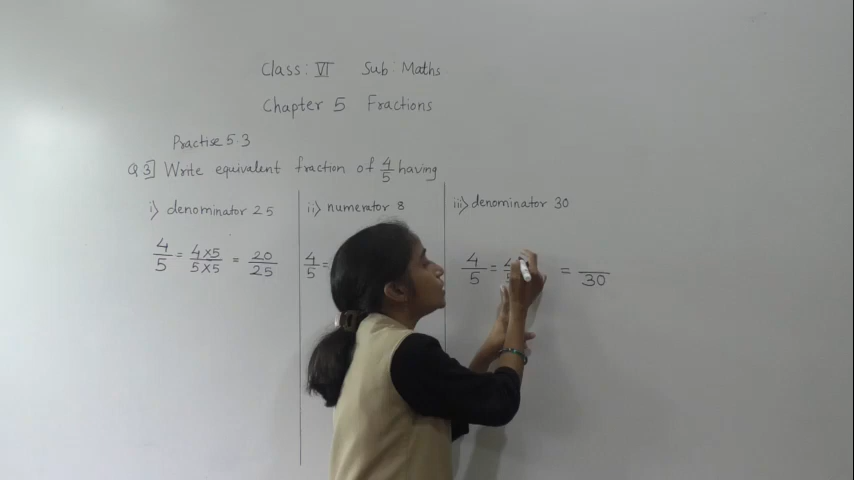 Class: VI Sub: Maths
Chapter 5 Fractions
Practise 5.3
Q 3] Write equivalent fraction of 4/5 having
i) denominator 25
4/5 = 4×5/5×5 = 20/25
ii) numerator 8
4/5 =
iii) denominator 30
4/5 = 4/5 = /30